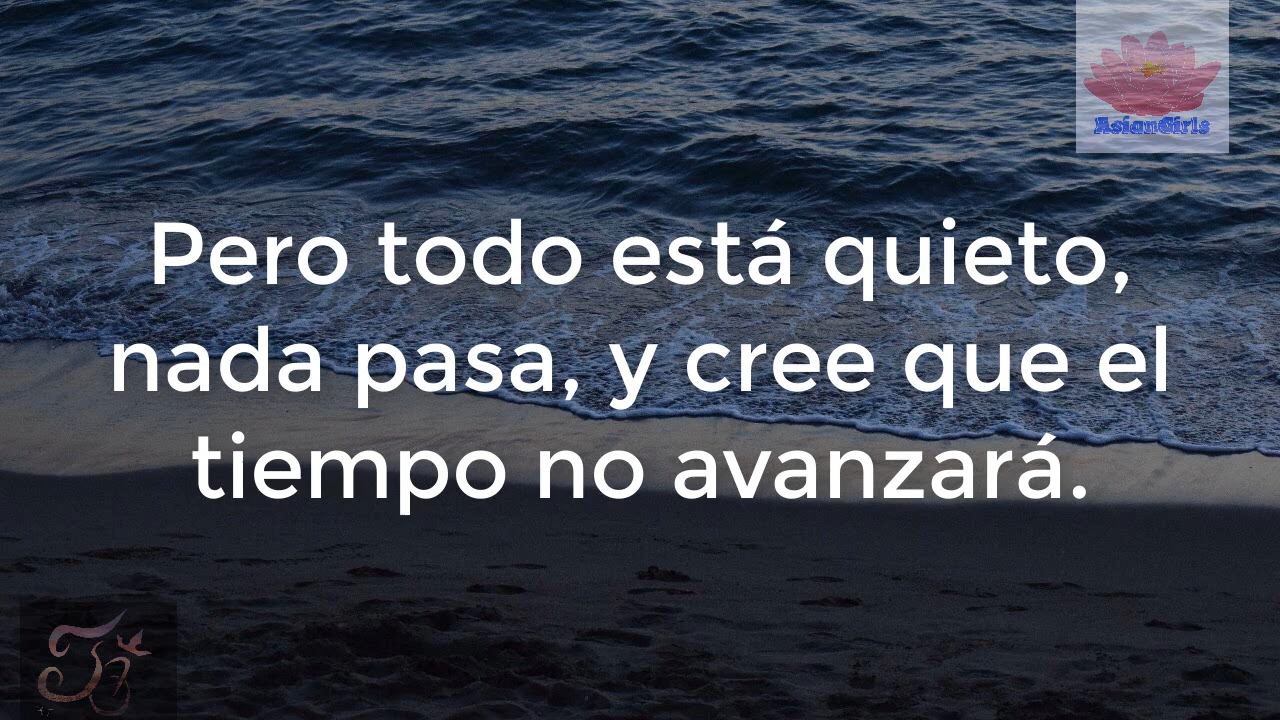 AsianGirls
Pero todo está quieto,
nada pasa, y cree que el
tiempo no avanzará.